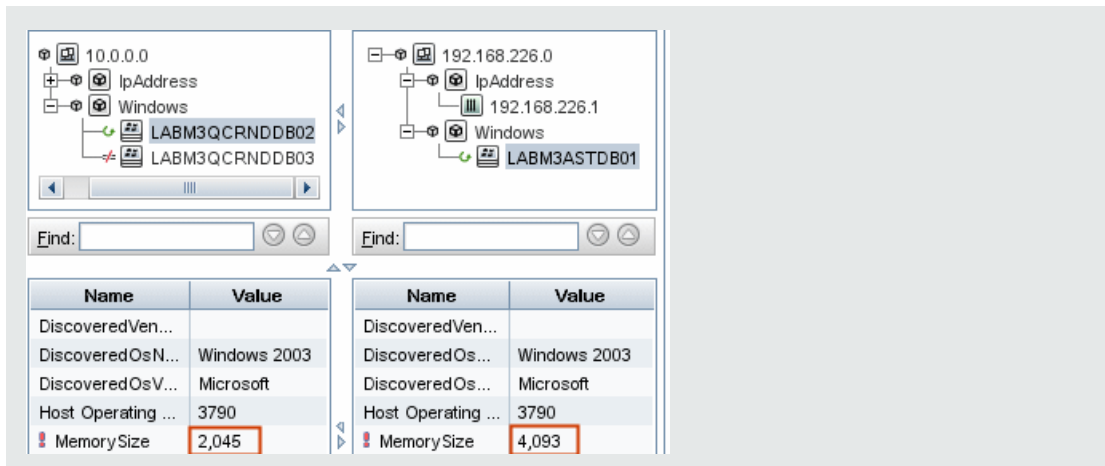 10.0.0.0
IpAddress
Windows
LABM3QCRNDDB02
LABM3QCRNDDB03
Find:
Name Value
DiscoveredVen...
DiscoveredOsN... Windows 2003
DiscoveredOsV... Microsoft
Host Operating ... 3790
MemorySize 2,045
192.168.226.0
IpAddress
192.168.226.1
Windows
LABM3ASTDB01
Find:
Name Value
DiscoveredVen...
DiscoveredOs... Windows 2003
DiscoveredOs... Microsoft
Host Operating ... 3790
MemorySize 4,093